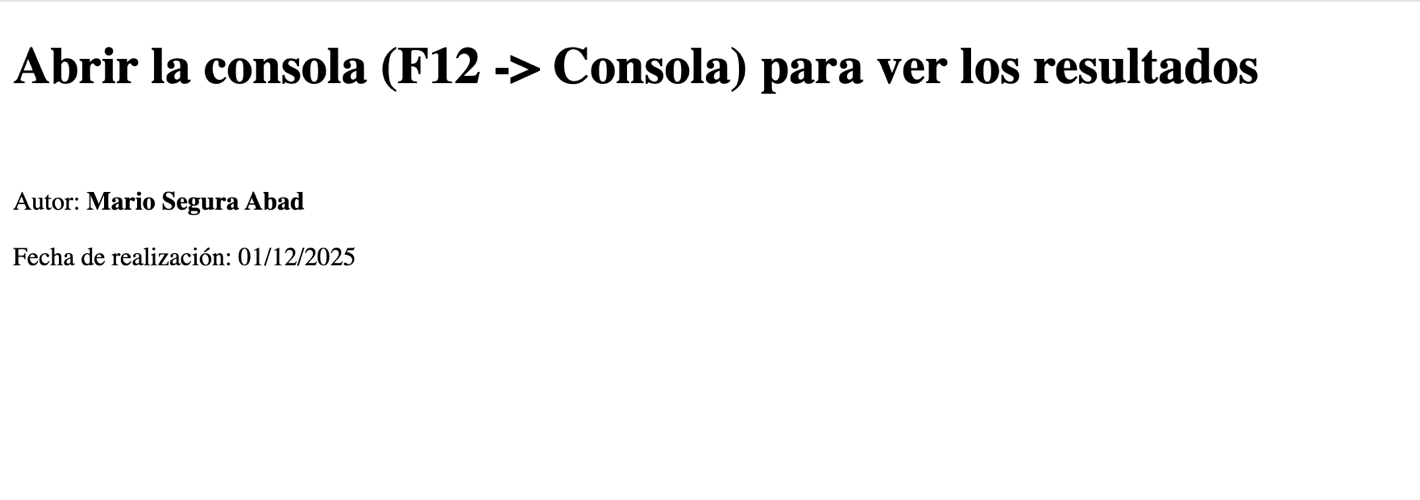 Abrir la consola (F12 -> Consola) para ver los resultados
Autor: Mario Segura Abad
Fecha de realización: 01/12/2025